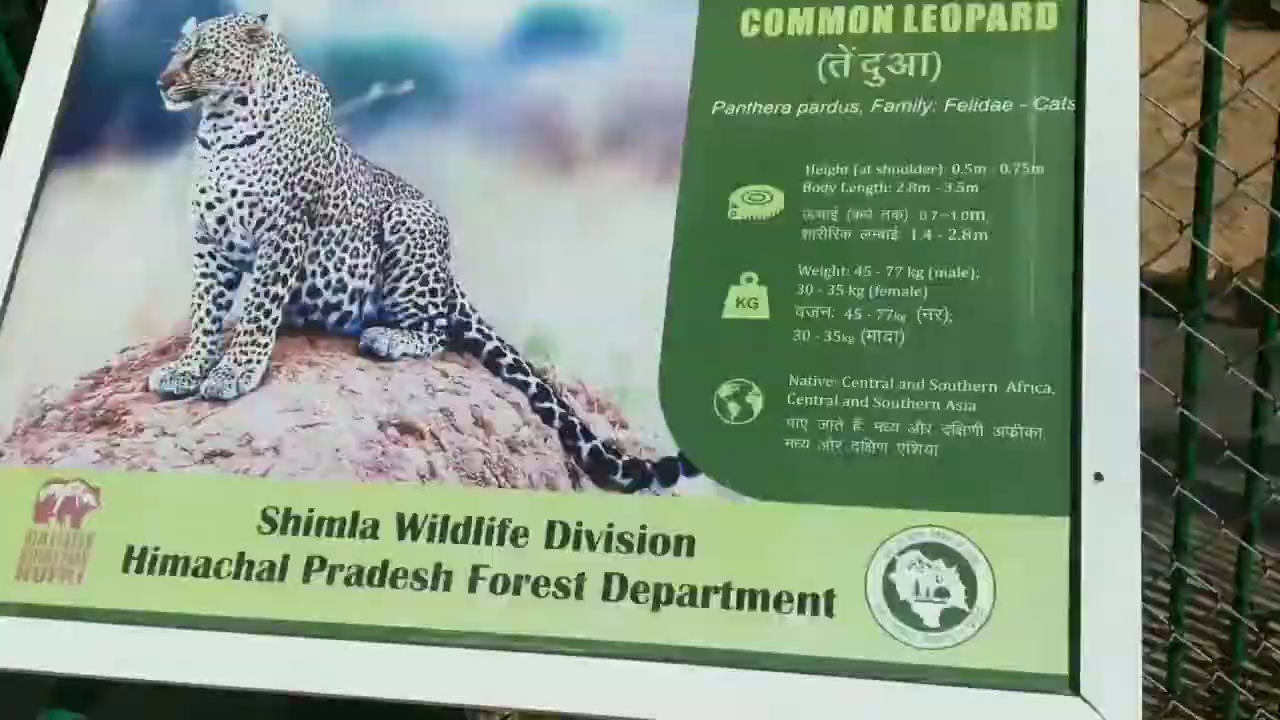 COMMON LEOPARD
(तेंदुआ)
Panthera pardus, Family: Felidae - Cats
Height (at shoulder): 0.5m - 0.75m
Body Length: 2.8m - 3.5m
ऊंचाई (कंधे तक) 0.7-1.0m,
शारीरिक लम्बाई 1.4 - 2.8m
KG
Weight: 45 - 77 kg (male);
30 - 35 kg (female)
वजन: 45 - 77kg (नर);
30 - 35kg (मादा)
Native: Central and Southern Africa,
Central and Southern Asia
पाए जाते हैं: मध्य और दक्षिणी अफ्रीका,
मध्य और दक्षिण एशिया
Shimla Wildlife Division
Himachal Pradesh Forest Department